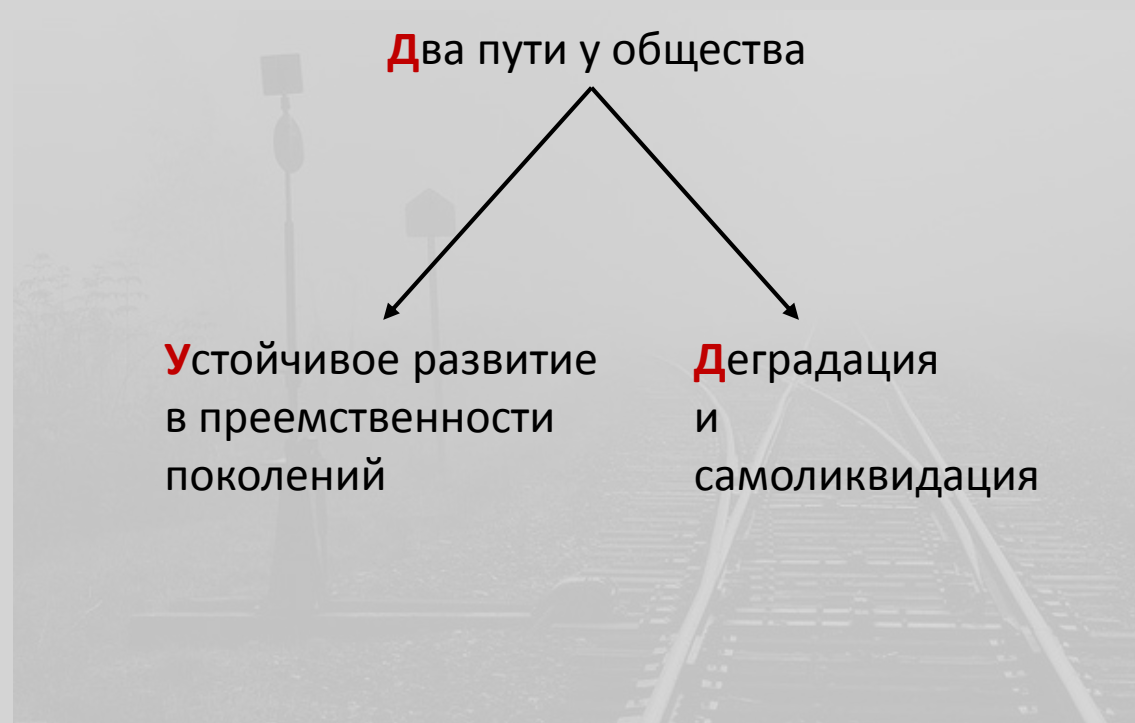 Два пути у общества
Устойчивое развитие
в преемственности
поколений
Деградация
и
самоликвидация